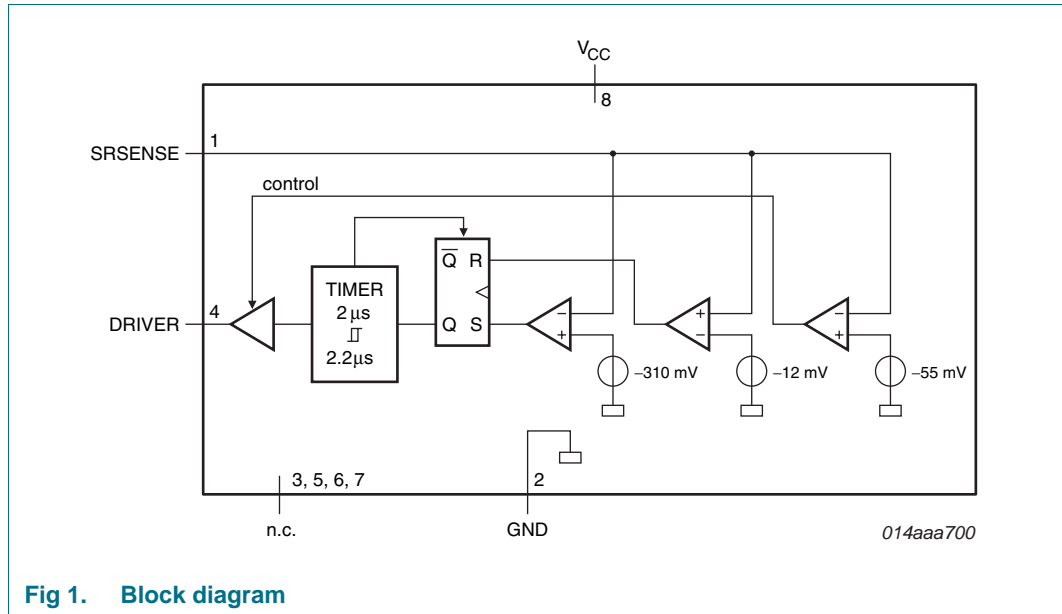 VCC
8
SRSENSE
1
control
Q R
TIMER
2 μs
2.2μs
DRIVER
4
Q S
−
+
+
−
−
+
−310 mV
−12 mV
−55 mV
3, 5, 6, 7
2
n.c.
GND
014aaa700
Fig 1. Block diagram